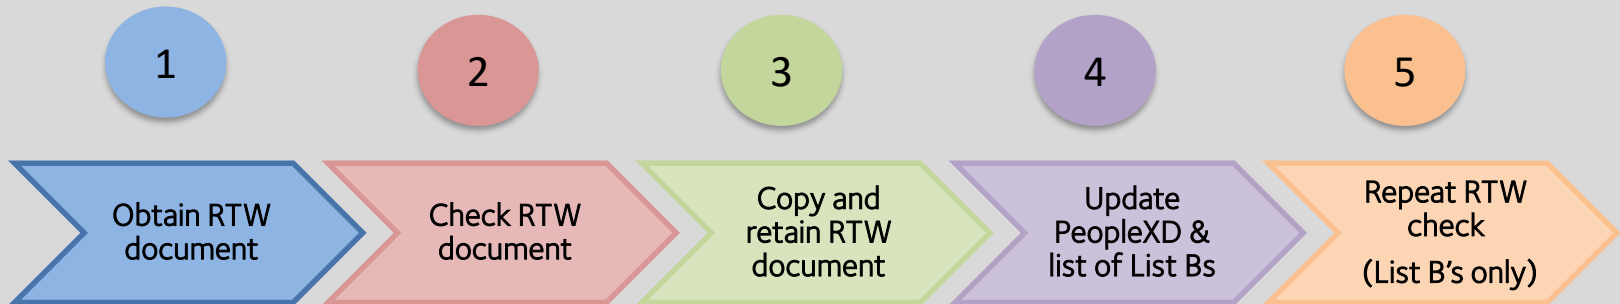 1
2
3
4
5
Obtain RTW
document
Check RTW
document
Copy and
retain RTW
document
Update
PeopleXD &
list of List Bs
Repeat RTW
check
(List B's only)